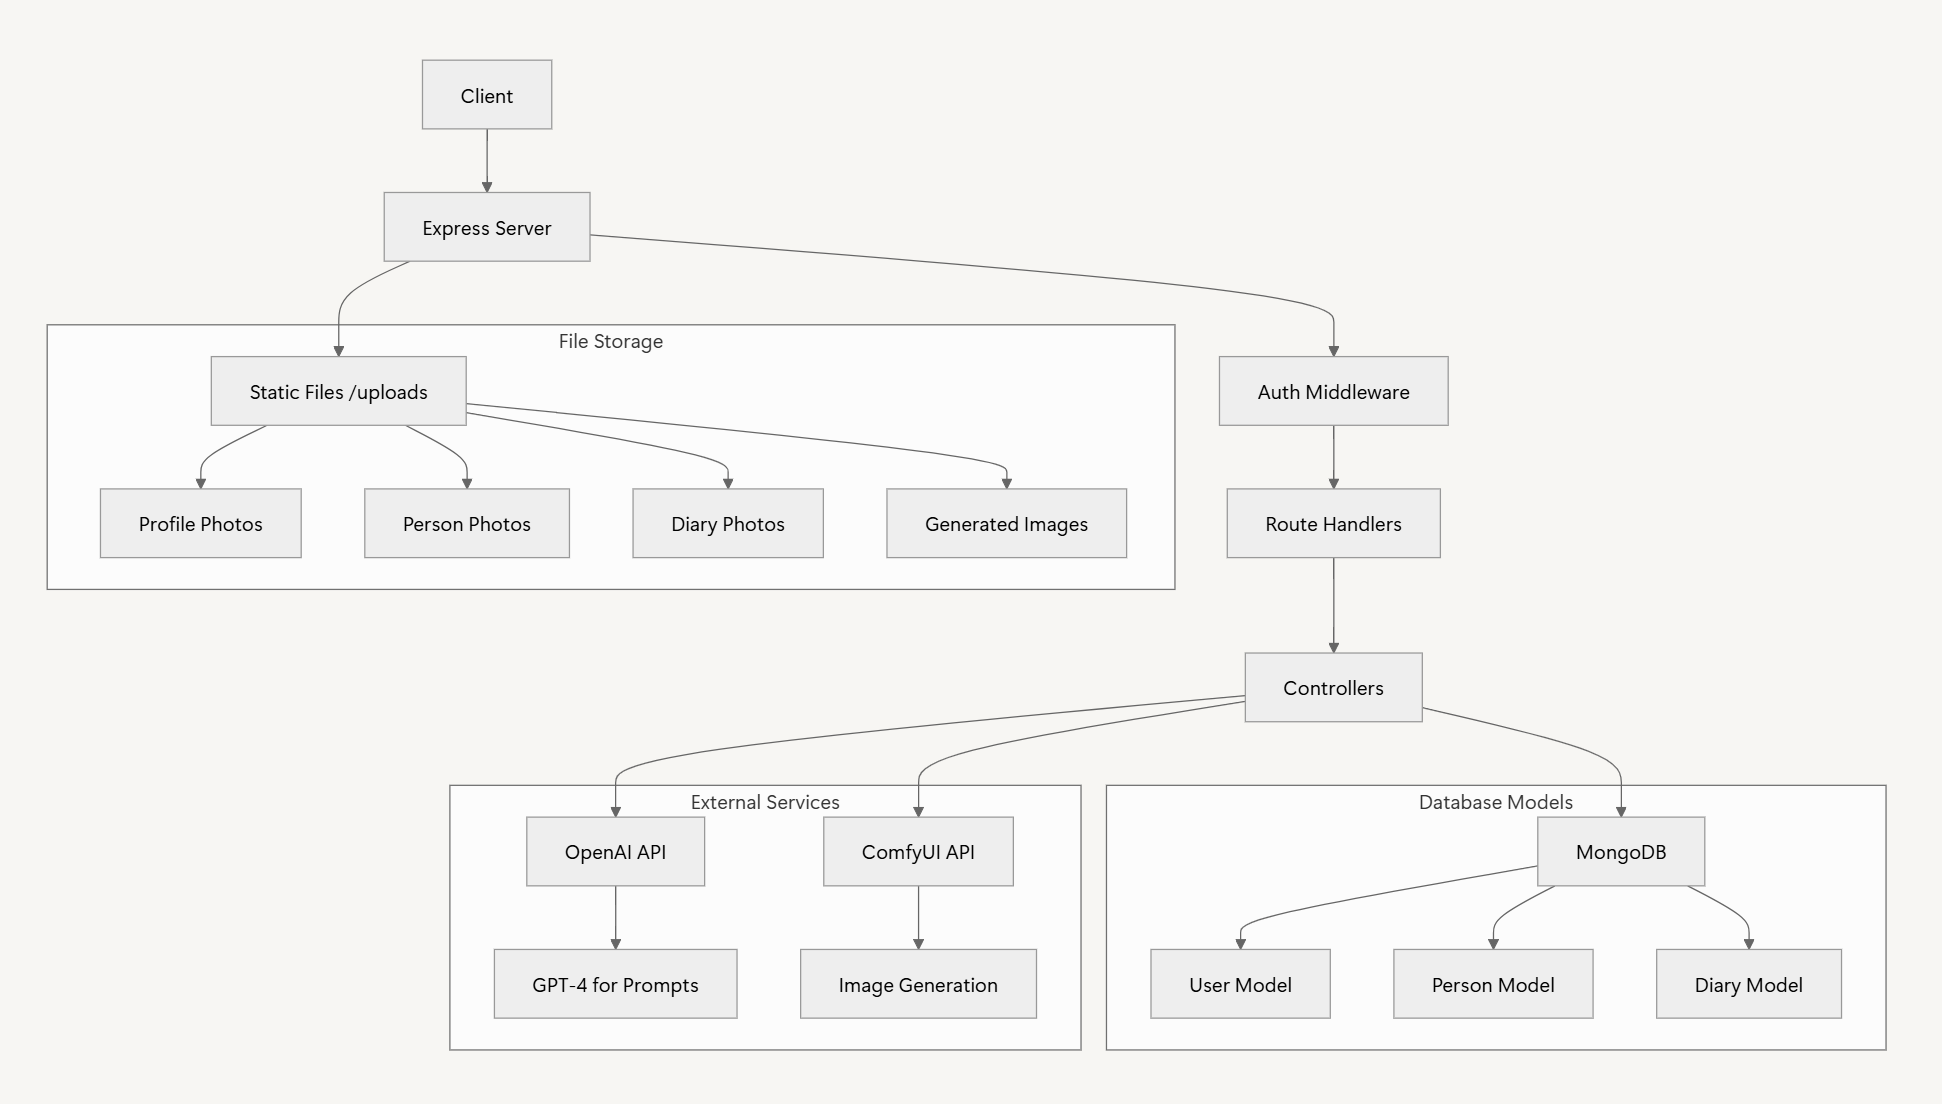 Client
Express Server
File Storage
Static Files /uploads
Auth Middleware
Profile Photos
Person Photos
Diary Photos
Generated Images
Route Handlers
Controllers
External Services
Database Models
OpenAI API
ComfyUI API
MongoDB
GPT-4 for Prompts
Image Generation
User Model
Person Model
Diary Model